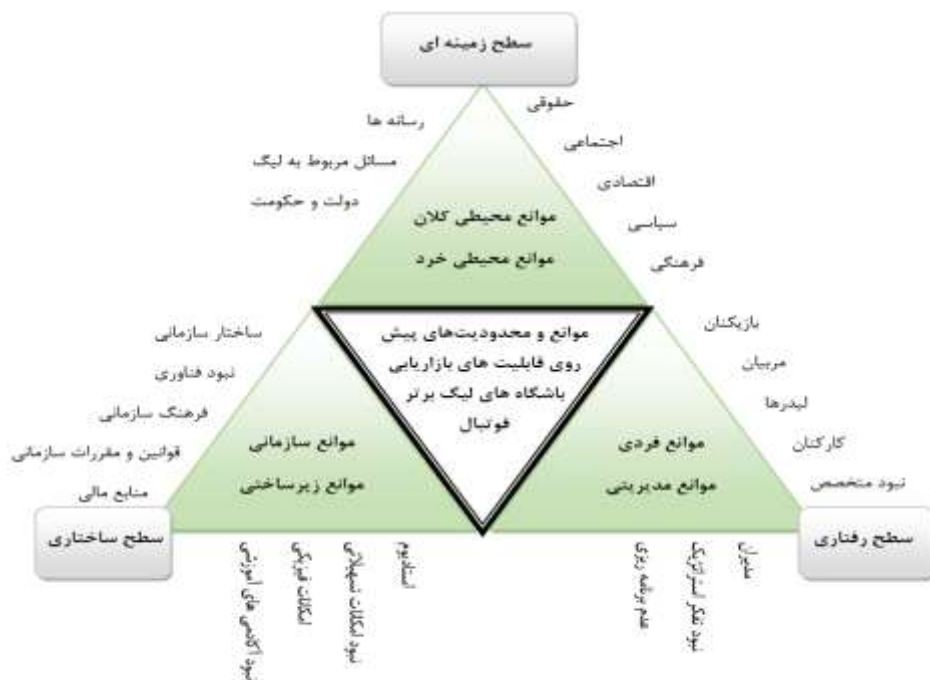 سطح زمینه ای
حقوقی
اجتماعی
اقتصادی
سیاسی
فرهنگی
رسانه ها
مسائل مربوط به لیگ
دولت و حکومت
موانع محیطی کلان
موانع محیطی خرد
موانع و محدودیت‌های پیش
روی قابلیت های بازاریابی
باشگاه های لیگ برتر
فوتبال
بازیکنان
مربیان
لیدرها
کارکنان
نبود متخصص
موانع فردی
موانع مدیریتی
سطح رفتاری
مدیران
نبود تفکر استراتژیک
عدم برنامه ریزی
ساختار سازمانی
نبود فناوری
فرهنگ سازمانی
قوانین و مقررات سازمانی
منابع مالی
موانع سازمانی
موانع زیرساختی
سطح ساختاری
استادیوم
نبود امکانات تسهیلاتی
امکانات فیزیکی
نبود آکادمی های آموزشی